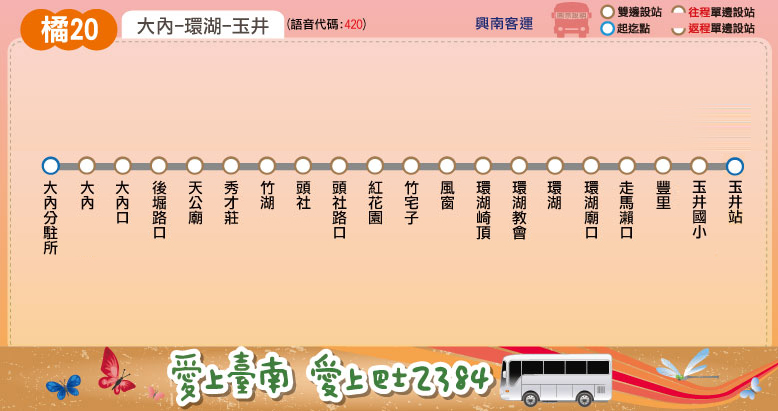 橘20
大內-環湖-玉井
(語音代碼:420)
興南客運
雙邊設站
起迄點
往程單邊設站
返程單邊設站
大內分駐所
大內
大內口
後堀路口
天公廟
秀才莊
竹湖
頭社
頭社路口
紅花園
竹宅子
風窗
環湖崎頂
環湖教會
環湖
環湖廟口
走馬瀨口
豐里
玉井國小
玉井站
愛上臺南 愛上巴士2384